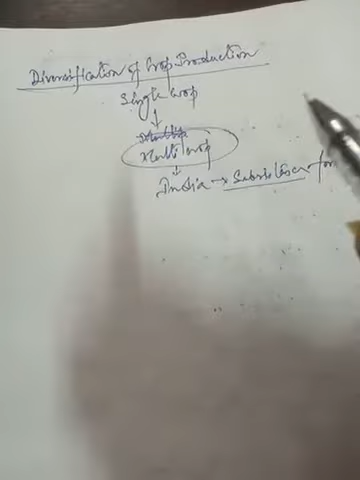 Diversification of Crop Production
Single Crop
↓
Multi Crop
↓
India → Subsistence for